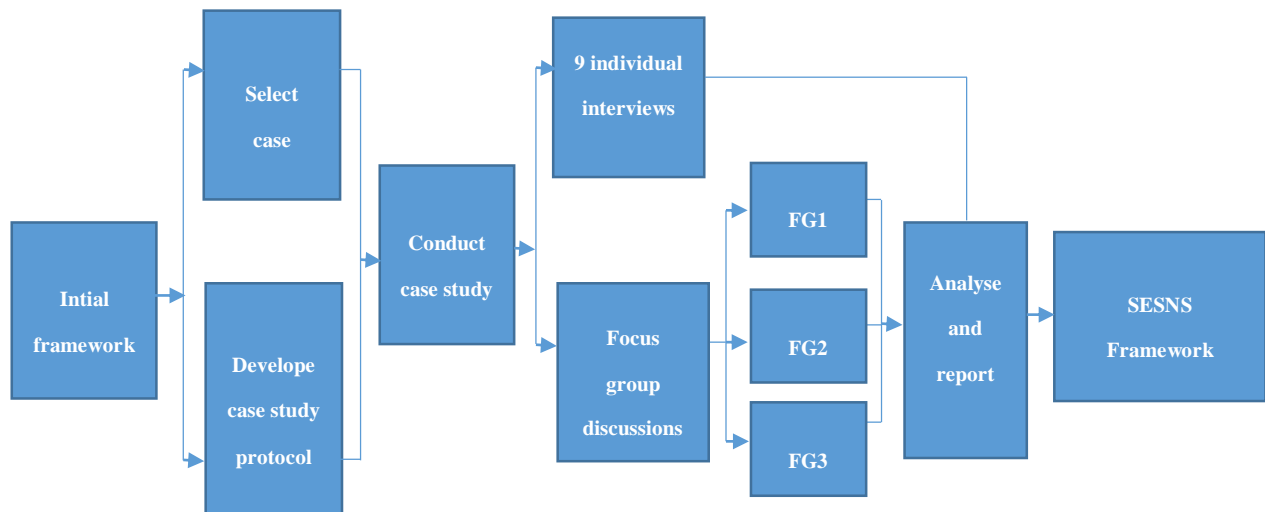 Intial
framework
Select
case
Develope
case study
protocol
Conduct
case study
9 individual
interviews
Focus
group
discussions
FG1
FG2
FG3
Analyse
and
report
SESNS
Framework